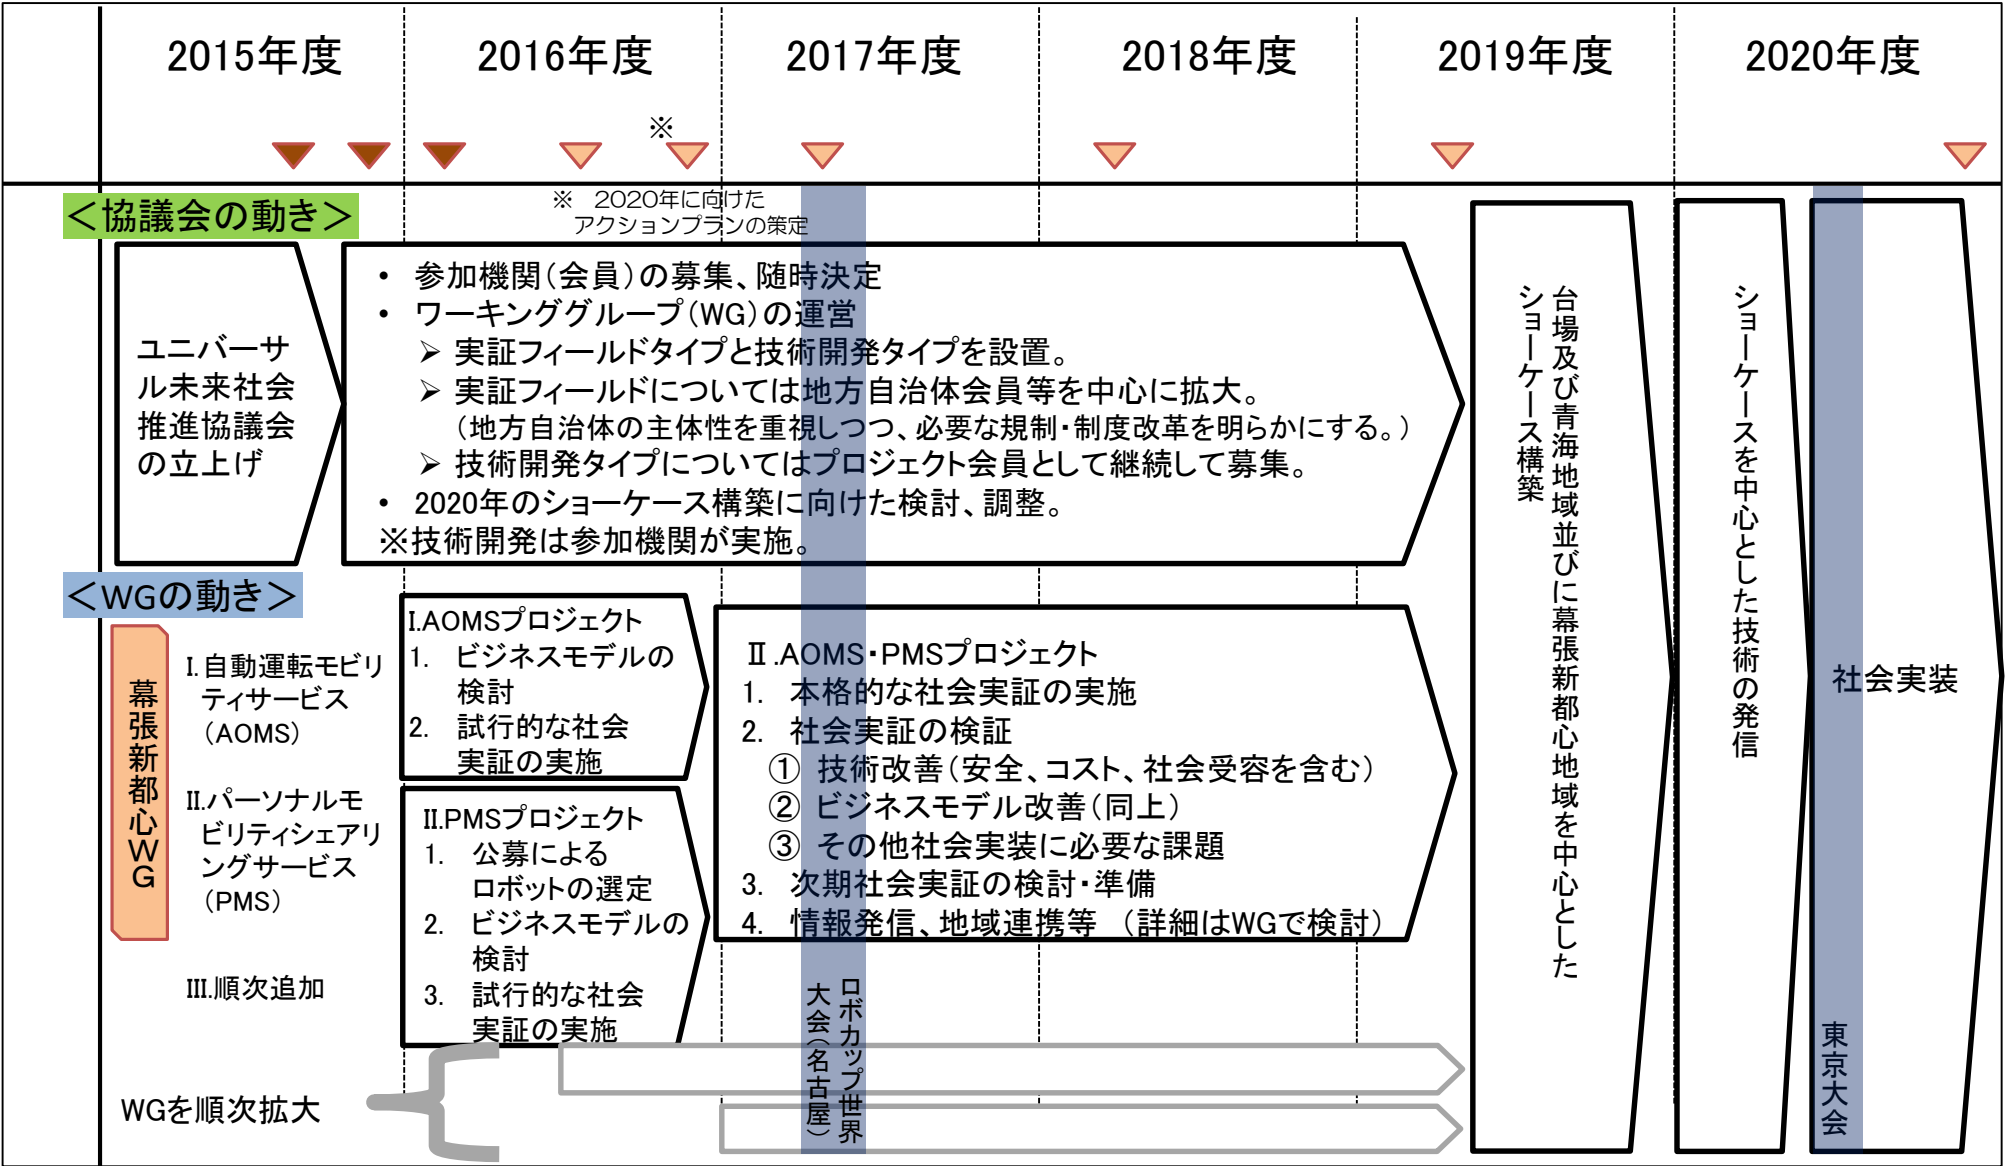 2015年度
2016年度
2017年度
2018年度
2019年度
2020年度
※
※　2020年に向けた
アクションプランの策定
＜協議会の動き＞
ユニバーサ
ル未来社会
推進協議会
の立上げ
• 参加機関（会員）の募集、随時決定
• ワーキンググループ（WG）の運営
➢ 実証フィールドタイプと技術開発タイプを設置。
➢ 実証フィールドについては地方自治体会員等を中心に拡大。
（地方自治体の主体性を重視しつつ、必要な規制・制度改革を明らかにする。）
➢ 技術開発タイプについてはプロジェクト会員として継続して募集。
• 2020年のショーケース構築に向けた検討、調整。
※技術開発は参加機関が実施。
台場及び青海地域並びに幕張新都心地域を中心とした
ショーケース構築
ショーケースを中心とした技術の発信
社会実装
＜WGの動き＞
幕張新都心WG
I.自動運転モビリ
ティサービス
（AOMS）
II.パーソナルモ
ビリティシェアリ
ングサービス
（PMS）
III.順次追加
I.AOMSプロジェクト
1. ビジネスモデルの
検討
2. 試行的な社会
実証の実施
II.PMSプロジェクト
1. 公募による
ロボットの選定
2. ビジネスモデルの
検討
3. 試行的な社会
実証の実施
Ⅱ.AOMS・PMSプロジェクト
1. 本格的な社会実証の実施
2. 社会実証の検証
① 技術改善（安全、コスト、社会受容を含む）
② ビジネスモデル改善（同上）
③ その他社会実装に必要な課題
3. 次期社会実証の検討・準備
4. 情報発信、地域連携等　（詳細はWGで検討）
ロボカップ世界
大会（名古屋）
東京大会
WGを順次拡大